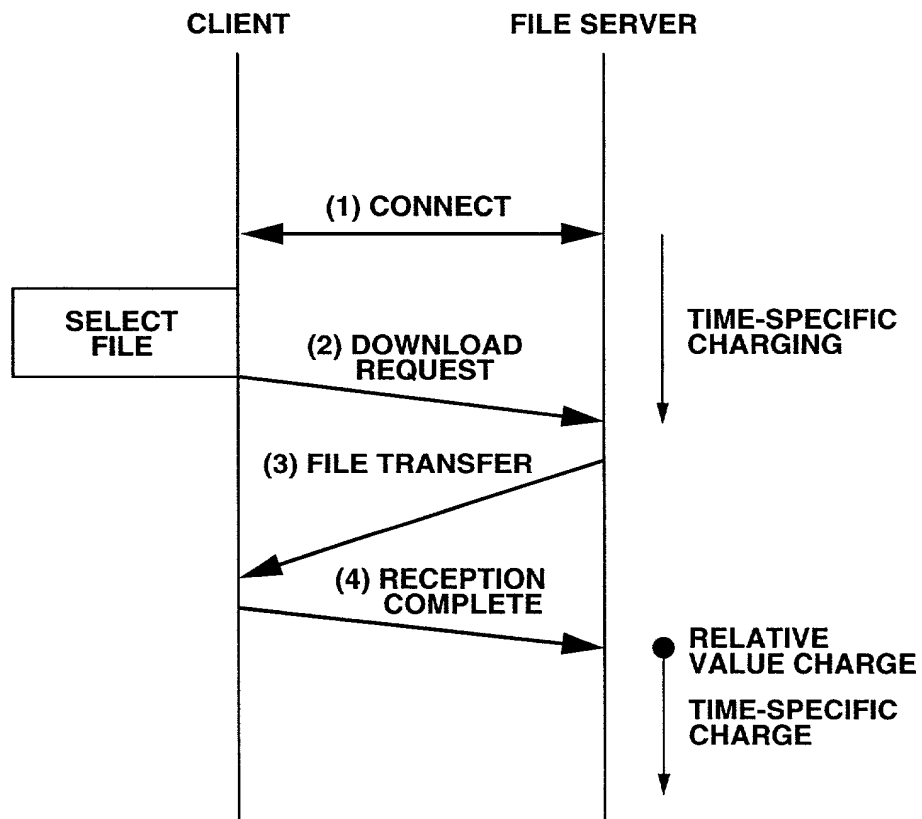 CLIENT
FILE SERVER
(1) CONNECT
SELECT
FILE
TIME-SPECIFIC
CHARGING
(2) DOWNLOAD
REQUEST
(3) FILE TRANSFER
(4) RECEPTION
COMPLETE
RELATIVE
VALUE CHARGE
TIME-SPECIFIC
CHARGE